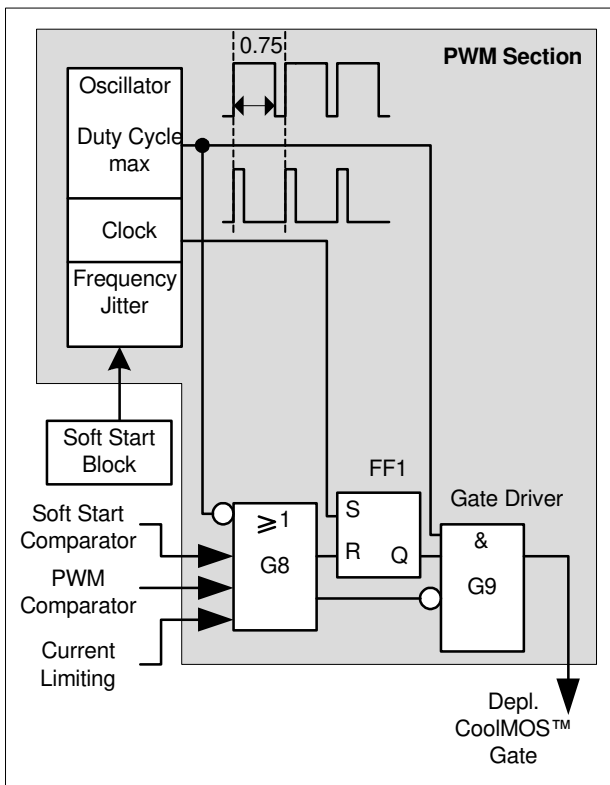 0.75
PWM Section
Oscillator
Duty Cycle
max
Clock
Frequency
Jitter
Soft Start
Block
Soft Start
Comparator
PWM
Comparator
Current
Limiting
⩾1
G8
FF1
S
R
Q
Gate Driver
&
G9
Depl.
CoolMOS™
Gate